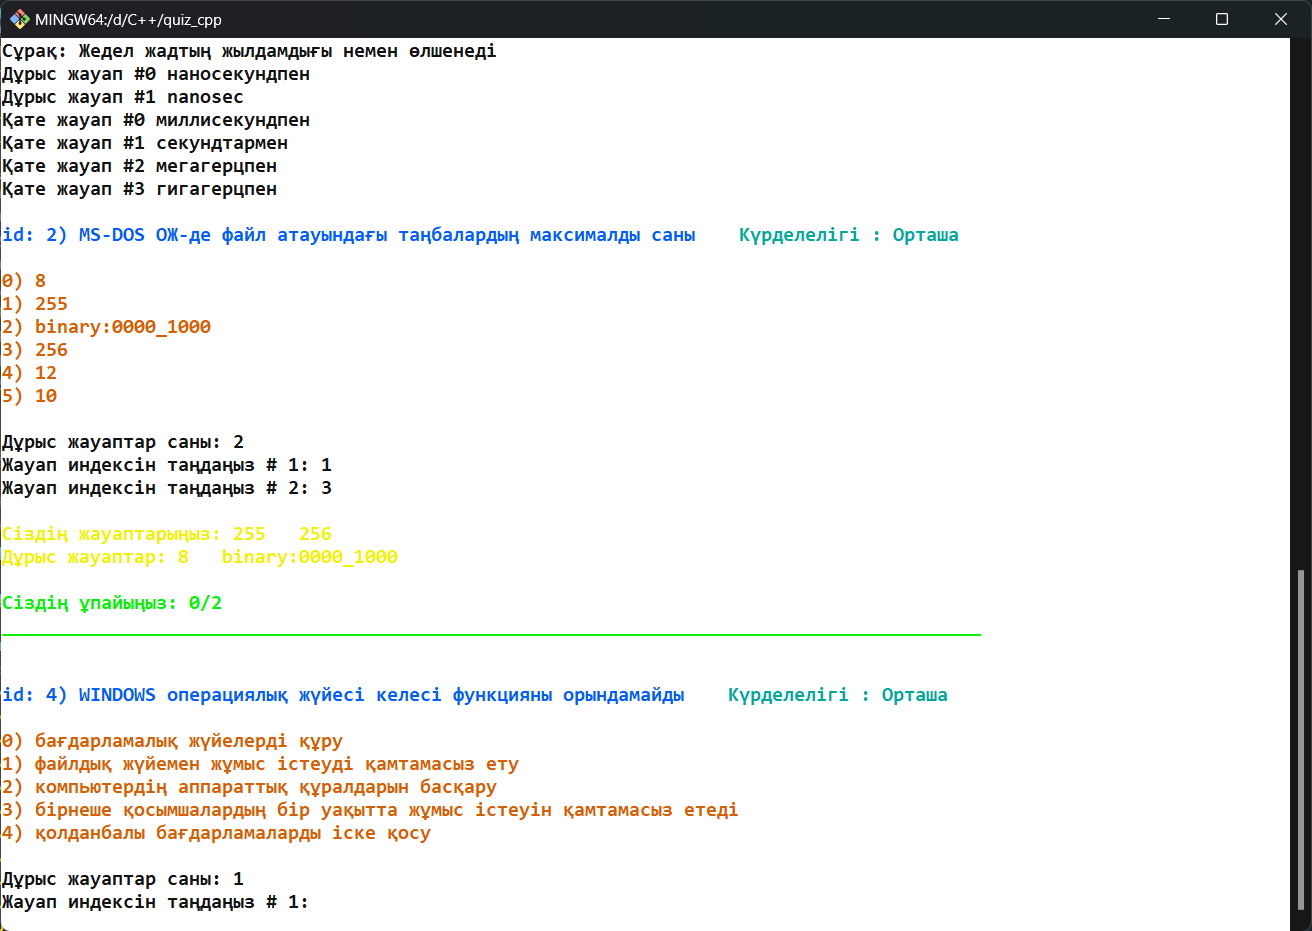 MINGW64:/d/C++/quiz_cpp
Сұрақ: Жедел жадтың жылдамдығы немен өлшенеді
Дұрыс жауап #0 наносекундпен
Дұрыс жауап #1 nanosec
Қате жауап #0 миллисекундпен
Қате жауап #1 секундтармен
Қате жауап #2 мегагерцпен
Қате жауап #3 гигагерцпен
id: 2) MS-DOS ОЖ-де файл атауындағы таңбалардың максималды саны    Күрделелігі : Орташа
0) 8
1) 255
2) binary:0000_1000
3) 256
4) 12
5) 10
Дұрыс жауаптар саны: 2
Жауап индексін таңдаңыз # 1: 1
Жауап индексін таңдаңыз # 2: 3
Сіздің жауаптарыңыз: 255   256
Дұрыс жауаптар: 8   binary:0000_1000
Сіздің ұпайыңыз: 0/2
id: 4) WINDOWS операциялық жүйесі келесі функцияны орындамайды    Күрделелігі : Орташа
0) бағдарламалық жүйелерді құру
1) файлдық жүйемен жұмыс істеуді қамтамасыз ету
2) компьютердің аппараттық құралдарын басқару
3) бірнеше қосымшалардың бір уақытта жұмыс істеуін қамтамасыз етеді
4) қолданбалы бағдарламаларды іске қосу
Дұрыс жауаптар саны: 1
Жауап индексін таңдаңыз # 1: